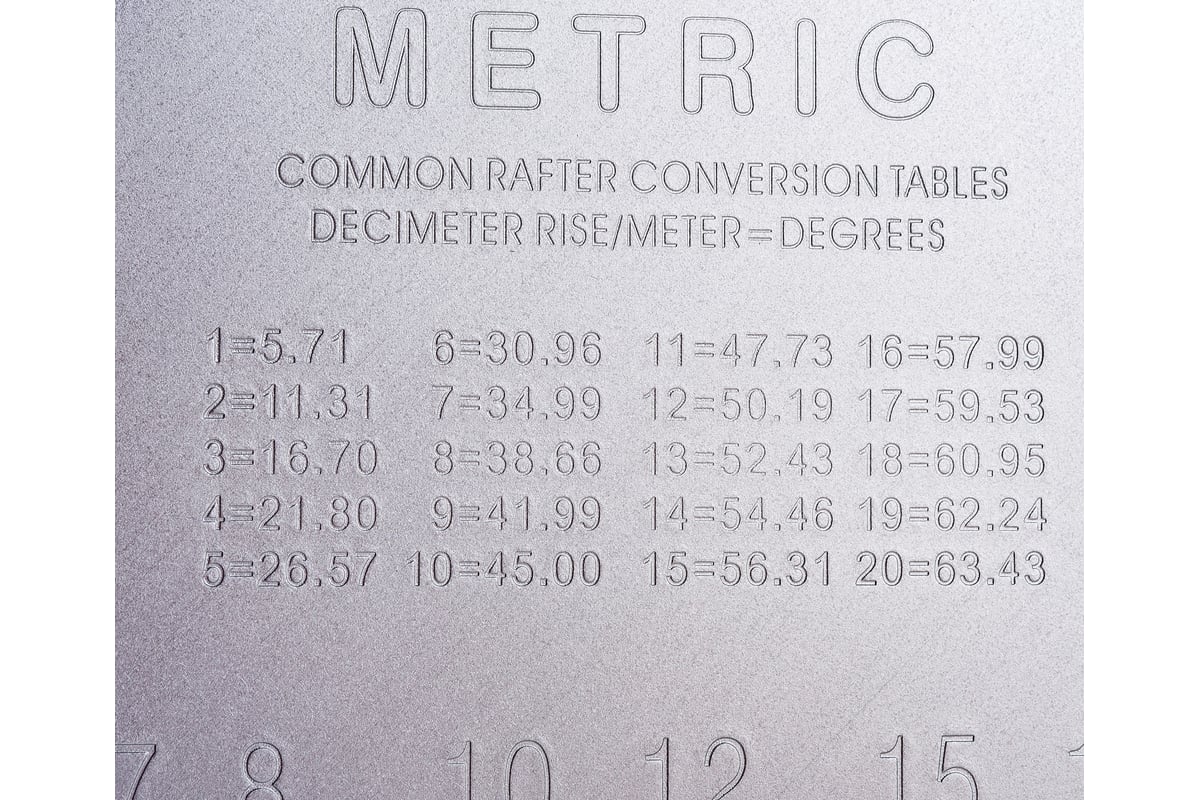 METRIC
COMMON RAFTER CONVERSION TABLES
DECIMETER RISE/METER=DEGREES
1=5.71 6=30.96 11=47.73 16=57.99
2=11.31 7=34.99 12=50.19 17=59.53
3=16.70 8=38.66 13=52.43 18=60.95
4=21.80 9=41.99 14=54.46 19=62.24
5=26.57 10=45.00 15=56.31 20=63.43
7 8 10 12 15